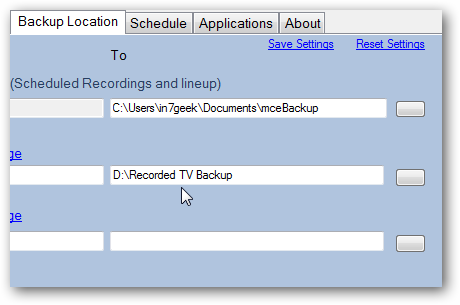 Backup Location Schedule Applications About
Save Settings Reset Settings
To
(Scheduled Recordings and lineup)
C:\Users\in7geek\Documents\mceBackup
ge
D:\Recorded TV Backup
ge